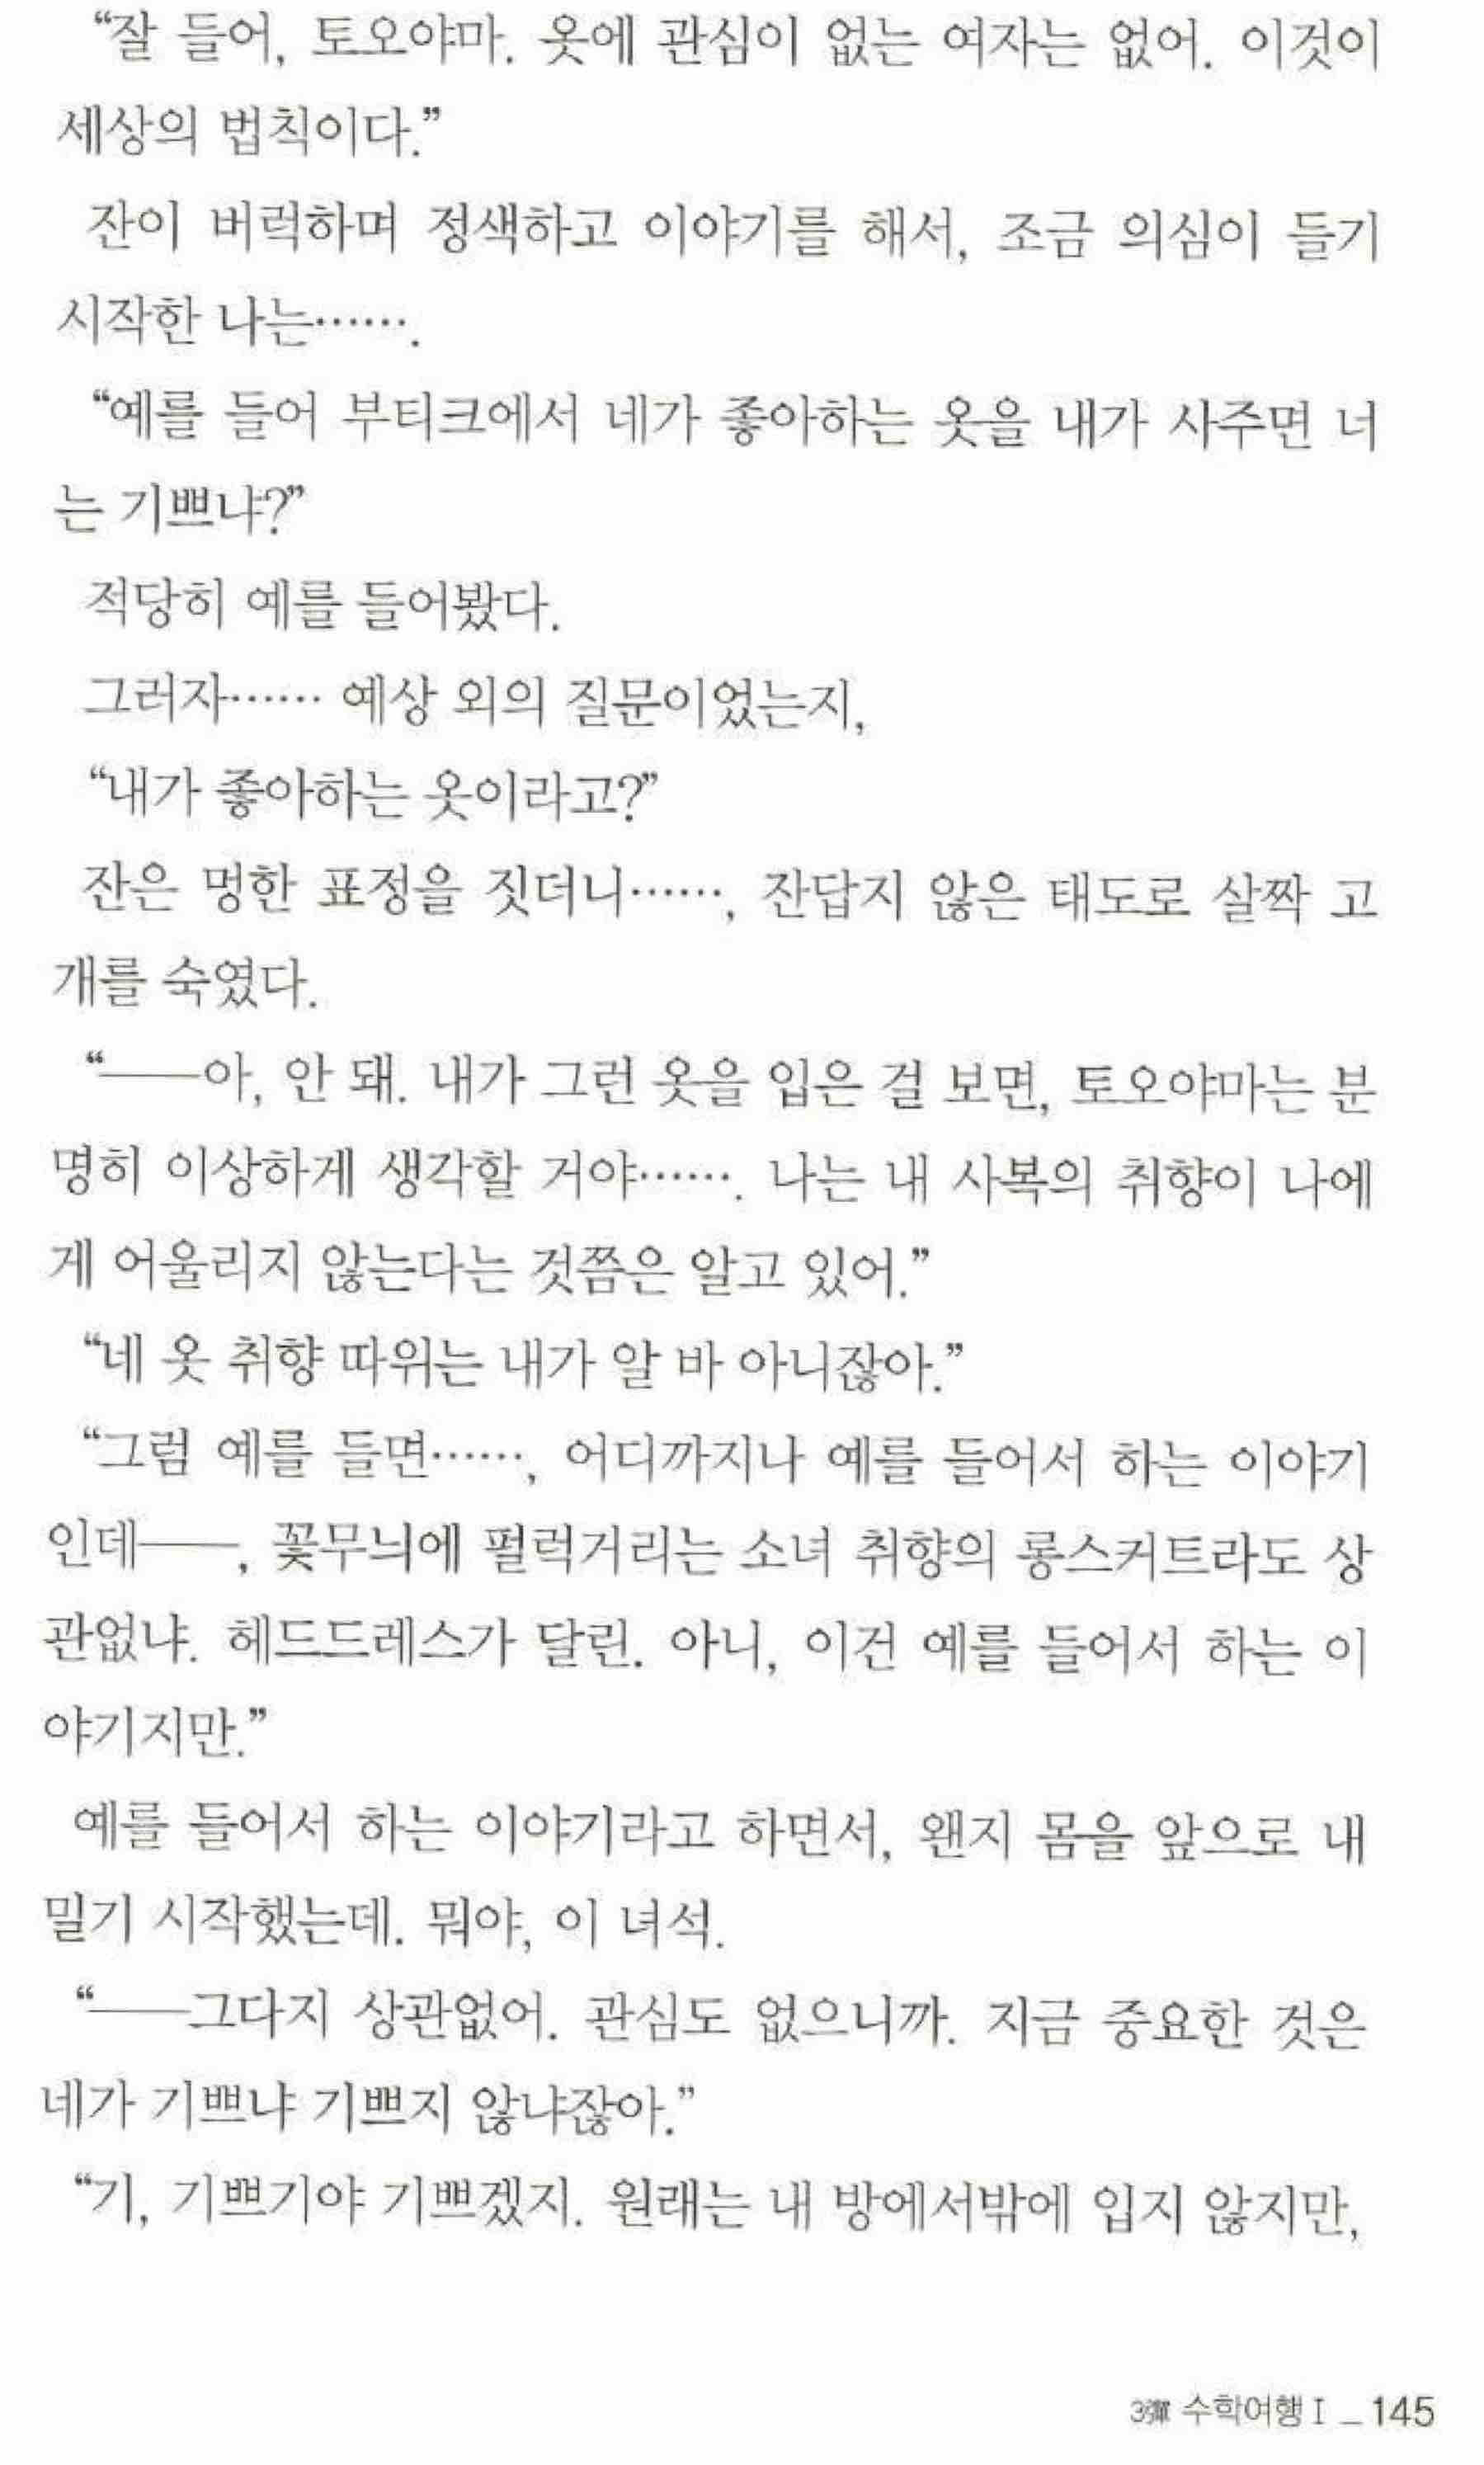 “잘 들어, 토오야마. 옷에 관심이 없는 여자는 없어. 이것이
세상의 법칙이다.”
잔이 버럭하며 정색하고 이야기를 해서, 조금 의심이 들기
시작한 나는…….
“예를 들어 부티크에서 네가 좋아하는 옷을 내가 사주면 너
는 기쁘냐?”
적당히 예를 들어봤다.
그러자…… 예상 외의 질문이었는지,
“내가 좋아하는 옷이라고?”
잔은 멍한 표정을 짓더니……, 잔답지 않은 태도로 살짝 고
개를 숙였다.
“──아, 안 돼. 내가 그런 옷을 입은 걸 보면, 토오야마는 분
명히 이상하게 생각할 거야……. 나는 내 사복의 취향이 나에
게 어울리지 않는다는 것쯤은 알고 있어.”
“네 옷 취향 따위는 내가 알 바 아니잖아.”
“그럼 예를 들면……, 어디까지나 예를 들어서 하는 이야기
인데──, 꽃무늬에 펄럭거리는 소녀 취향의 롱스커트라도 상
관없냐. 헤드드레스가 달린. 아니, 이건 예를 들어서 하는 이
야기지만.”
예를 들어서 하는 이야기라고 하면서, 왠지 몸을 앞으로 내
밀기 시작했는데. 뭐야, 이 녀석.
“──그다지 상관없어. 관심도 없으니까. 지금 중요한 것은
네가 기쁘냐 기쁘지 않냐잖아.”
“기, 기쁘기야 기쁘겠지. 원래는 내 방에서밖에 입지 않지만,
3彈 수학여행 I _ 145